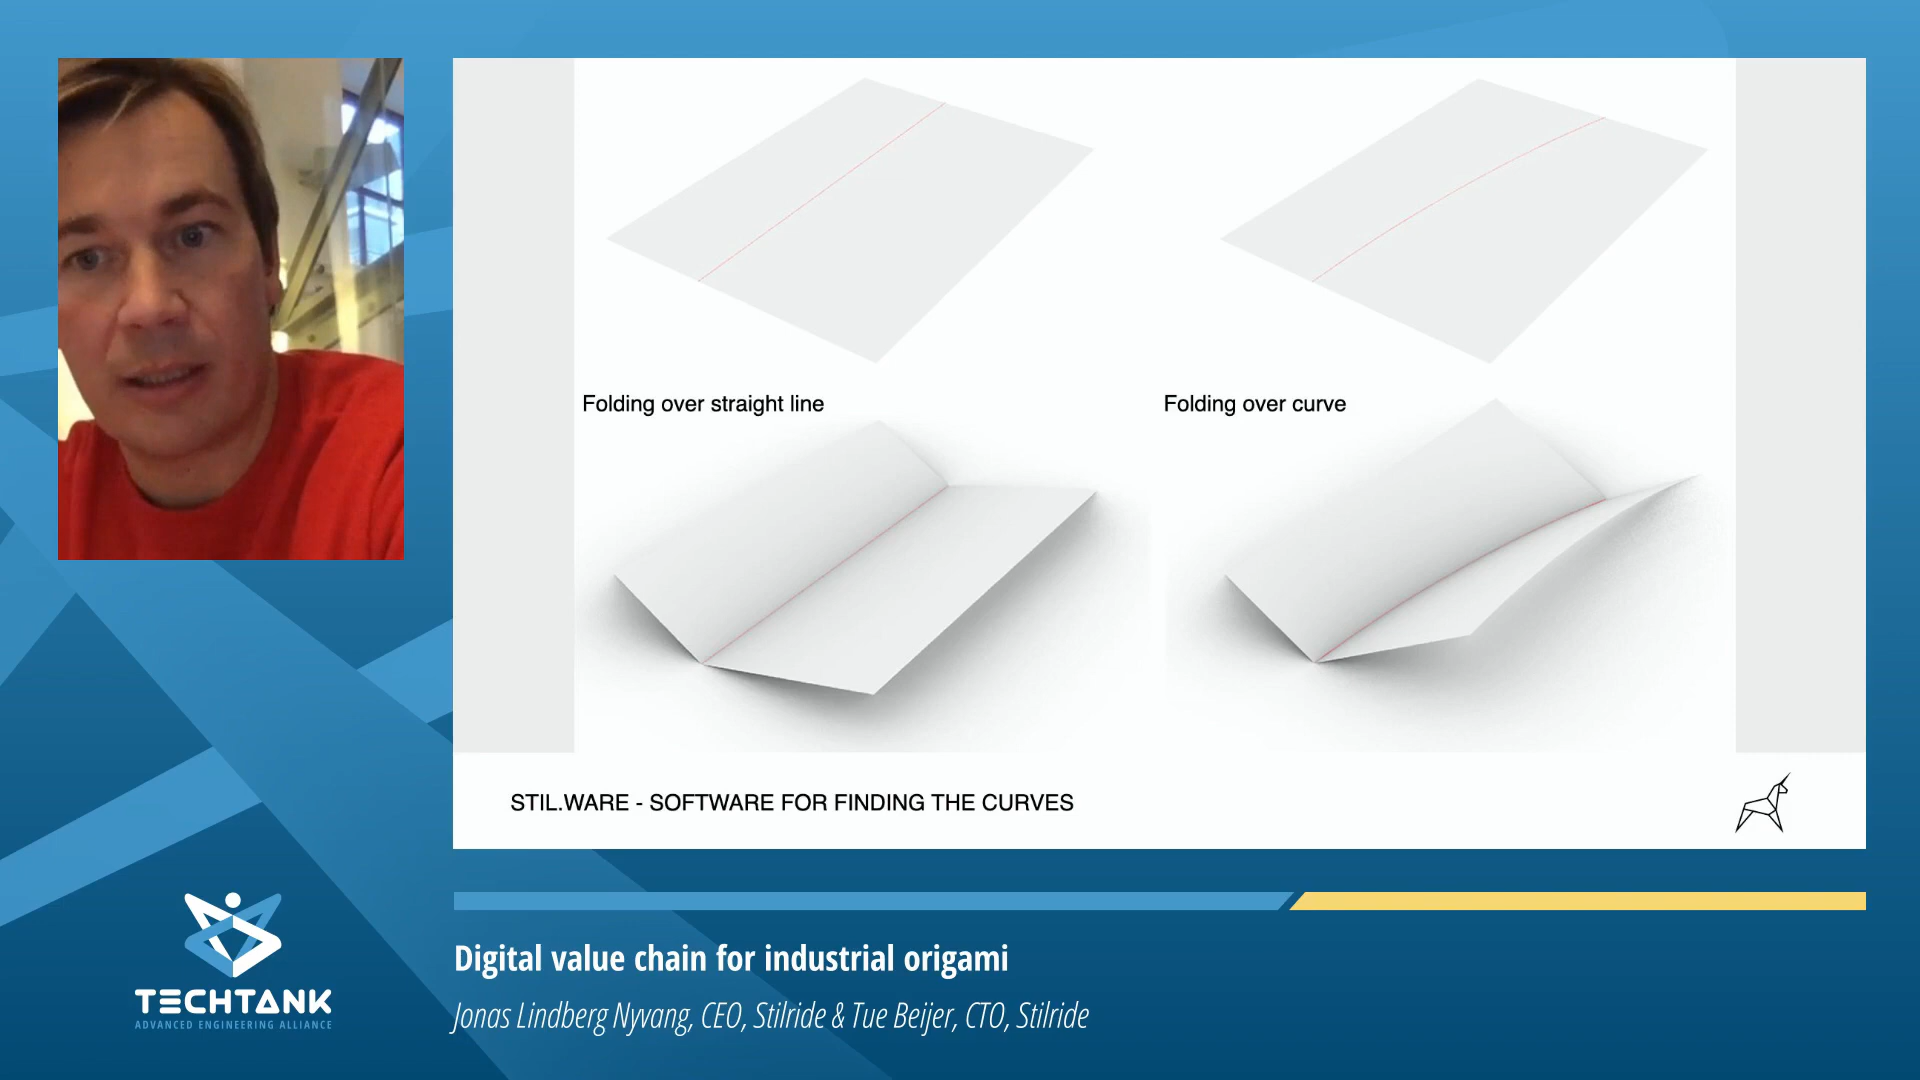 Folding over straight line
Folding over curve
STIL.WARE - SOFTWARE FOR FINDING THE CURVES
TECHTANK
ADVANCED ENGINEERING ALLIANCE
Digital value chain for industrial origami
Jonas Lindberg Nyvang, CEO, Stilride & Tue Beijer, CTO, Stilride